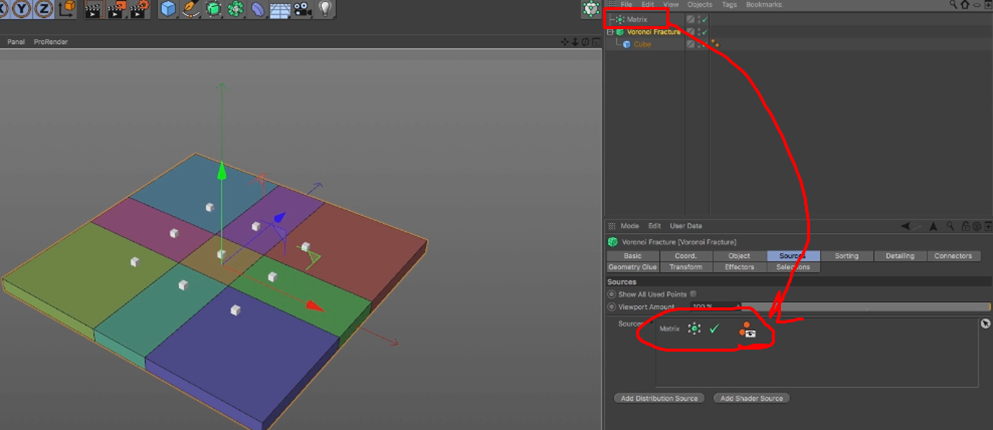 X Y Z
File Edit View Objects Tags Bookmarks
Matrix
Voronoi Fracture
Cube
Panel ProRender
Mode Edit User Data
Voronoi Fracture [Voronoi Fracture]
Basic Coord. Object Sources Sorting Detailing Connectors
Geometry Glue Transform Effectors Selections
Sources
Show All Used Points
Viewport Amount 100 %
Sources Matrix
Add Distribution Source Add Shader Source